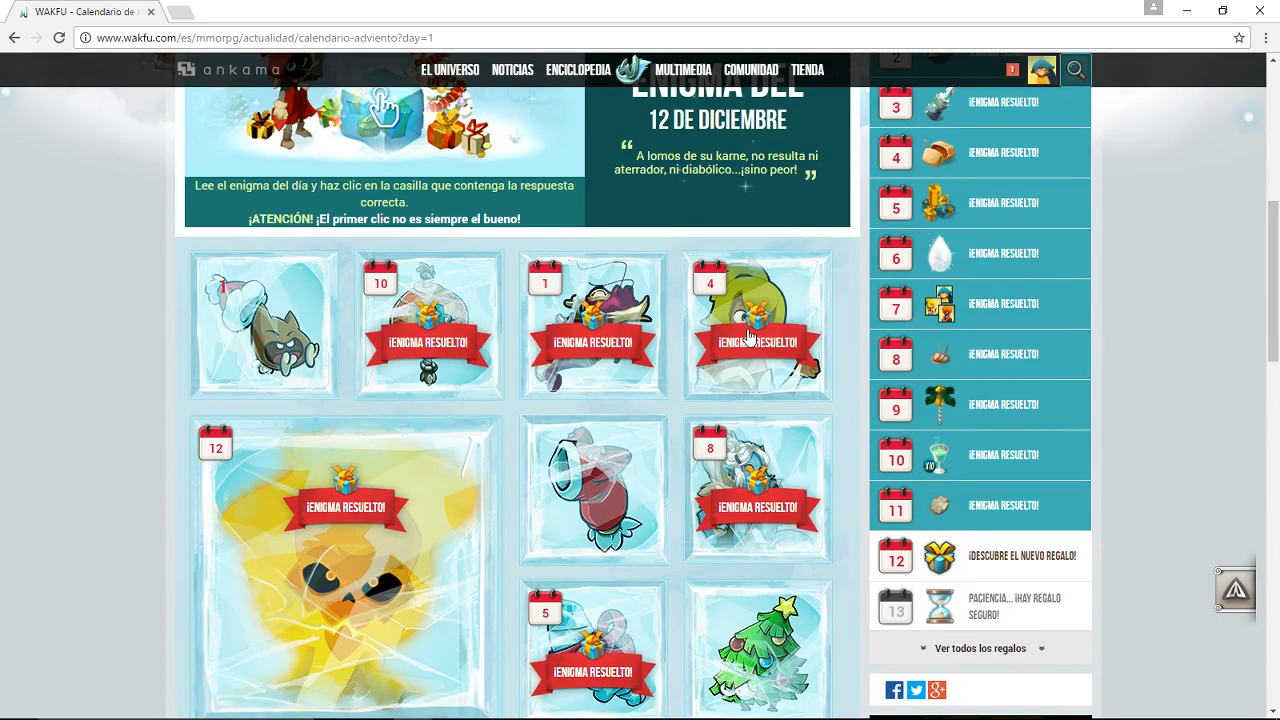 WAKFU - Calendario de
www.wakfu.com/es/mmorpg/actualidad/calendario-adviento?day=1
ankama
EL UNIVERSO
NOTICIAS
ENCICLOPEDIA
MULTIMEDIA
COMUNIDAD
TIENDA
1
ENIGMA DEL
12 DE DICIEMBRE
“ A lomos de su karne, no resulta ni
aterrador, ni diabólico...¡sino peor! ”
Lee el enigma del día y haz clic en la casilla que contenga la respuesta
correcta.
¡ATENCIÓN! ¡El primer clic no es siempre el bueno!
10
¡ENIGMA RESUELTO!
1
¡ENIGMA RESUELTO!
4
¡ENIGMA RESUELTO!
12
¡ENIGMA RESUELTO!
8
¡ENIGMA RESUELTO!
5
¡ENIGMA RESUELTO!
2
3
¡ENIGMA RESUELTO!
4
¡ENIGMA RESUELTO!
5
¡ENIGMA RESUELTO!
6
¡ENIGMA RESUELTO!
7
¡ENIGMA RESUELTO!
8
¡ENIGMA RESUELTO!
9
¡ENIGMA RESUELTO!
10
X10
¡ENIGMA RESUELTO!
11
¡ENIGMA RESUELTO!
12
¡DESCUBRE EL NUEVO REGALO!
13
PACIENCIA... ¡HAY REGALO
SEGURO!
Ver todos los regalos